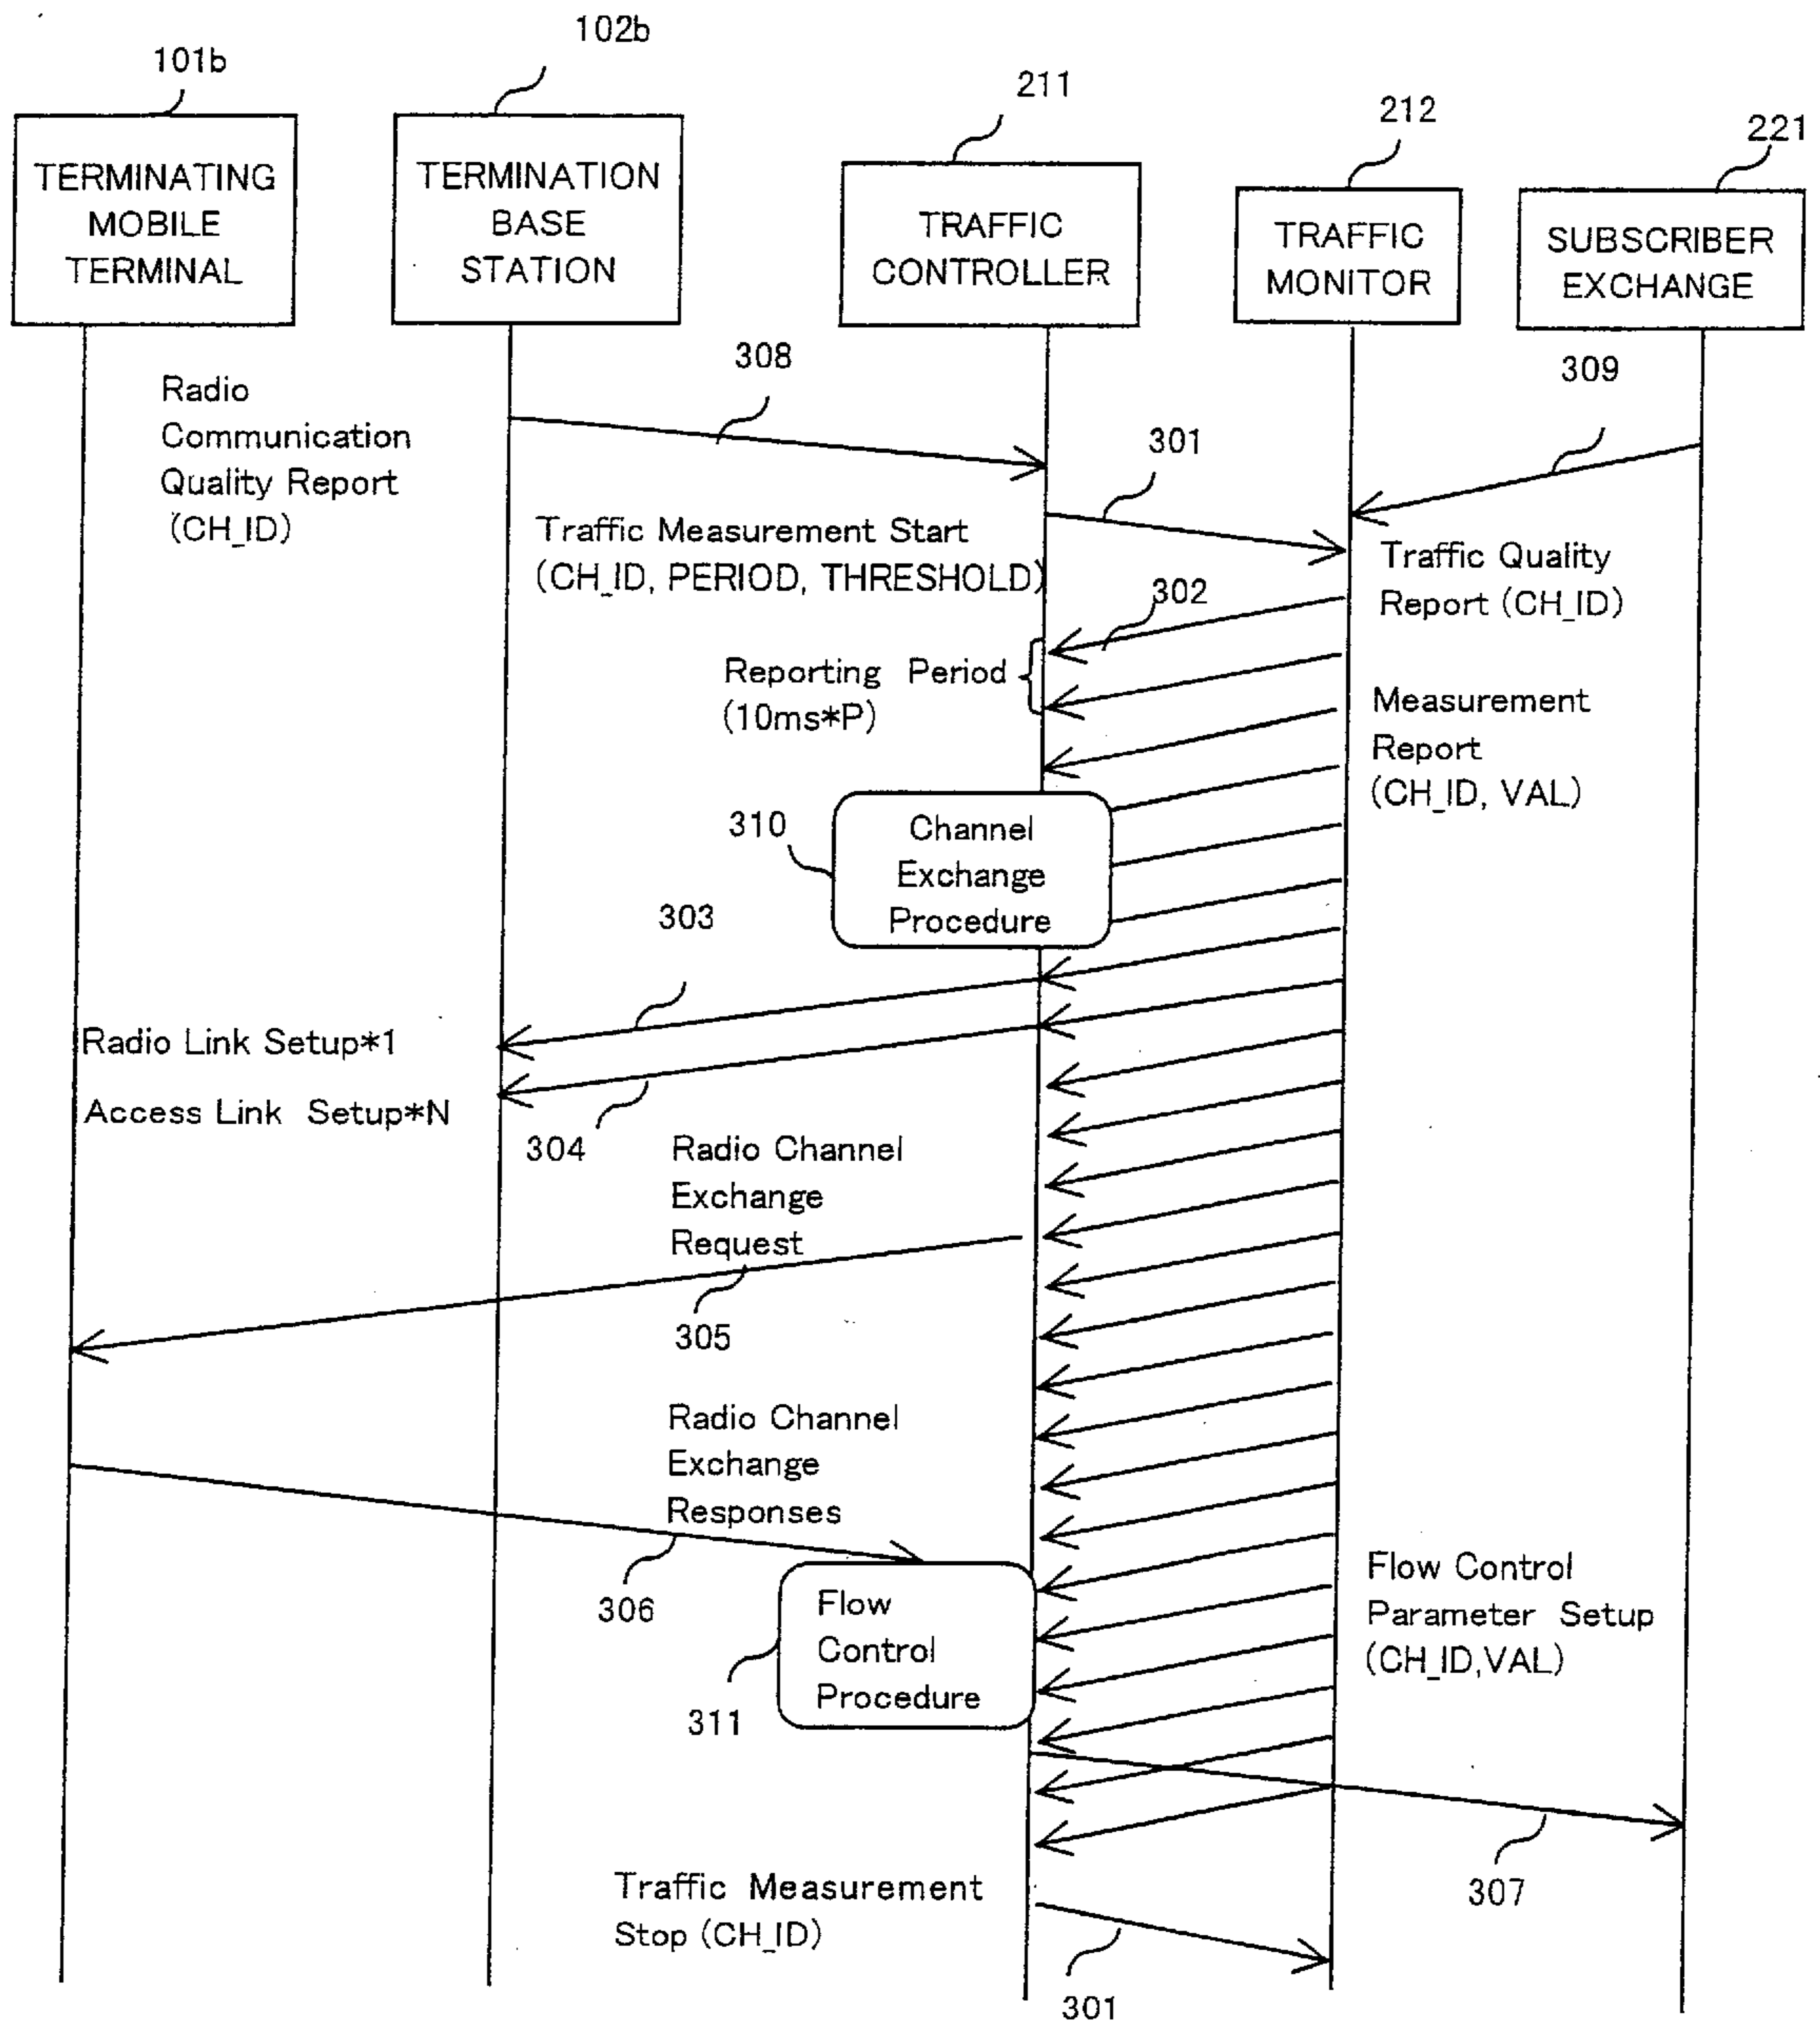 101b
102b
211
212
221
TERMINATING
MOBILE
TERMINAL
TERMINATION
BASE
STATION
TRAFFIC
CONTROLLER
TRAFFIC
MONITOR
SUBSCRIBER
EXCHANGE
308
309
Radio
Communication
Quality Report
(CH_ID)
301
Traffic Measurement Start
(CH_ID, PERIOD, THRESHOLD)
Traffic Quality
Report (CH_ID)
302
Reporting Period
(10ms*P)
Measurement
Report
(CH_ID, VAL)
310
Channel
Exchange
Procedure
303
Radio Link Setup*1
Access Link Setup*N
304
Radio Channel
Exchange
Request
305
Radio Channel
Exchange
Responses
306
Flow
Control
Procedure
311
Flow Control
Parameter Setup
(CH_ID,VAL)
307
Traffic Measurement
Stop (CH_ID)
301